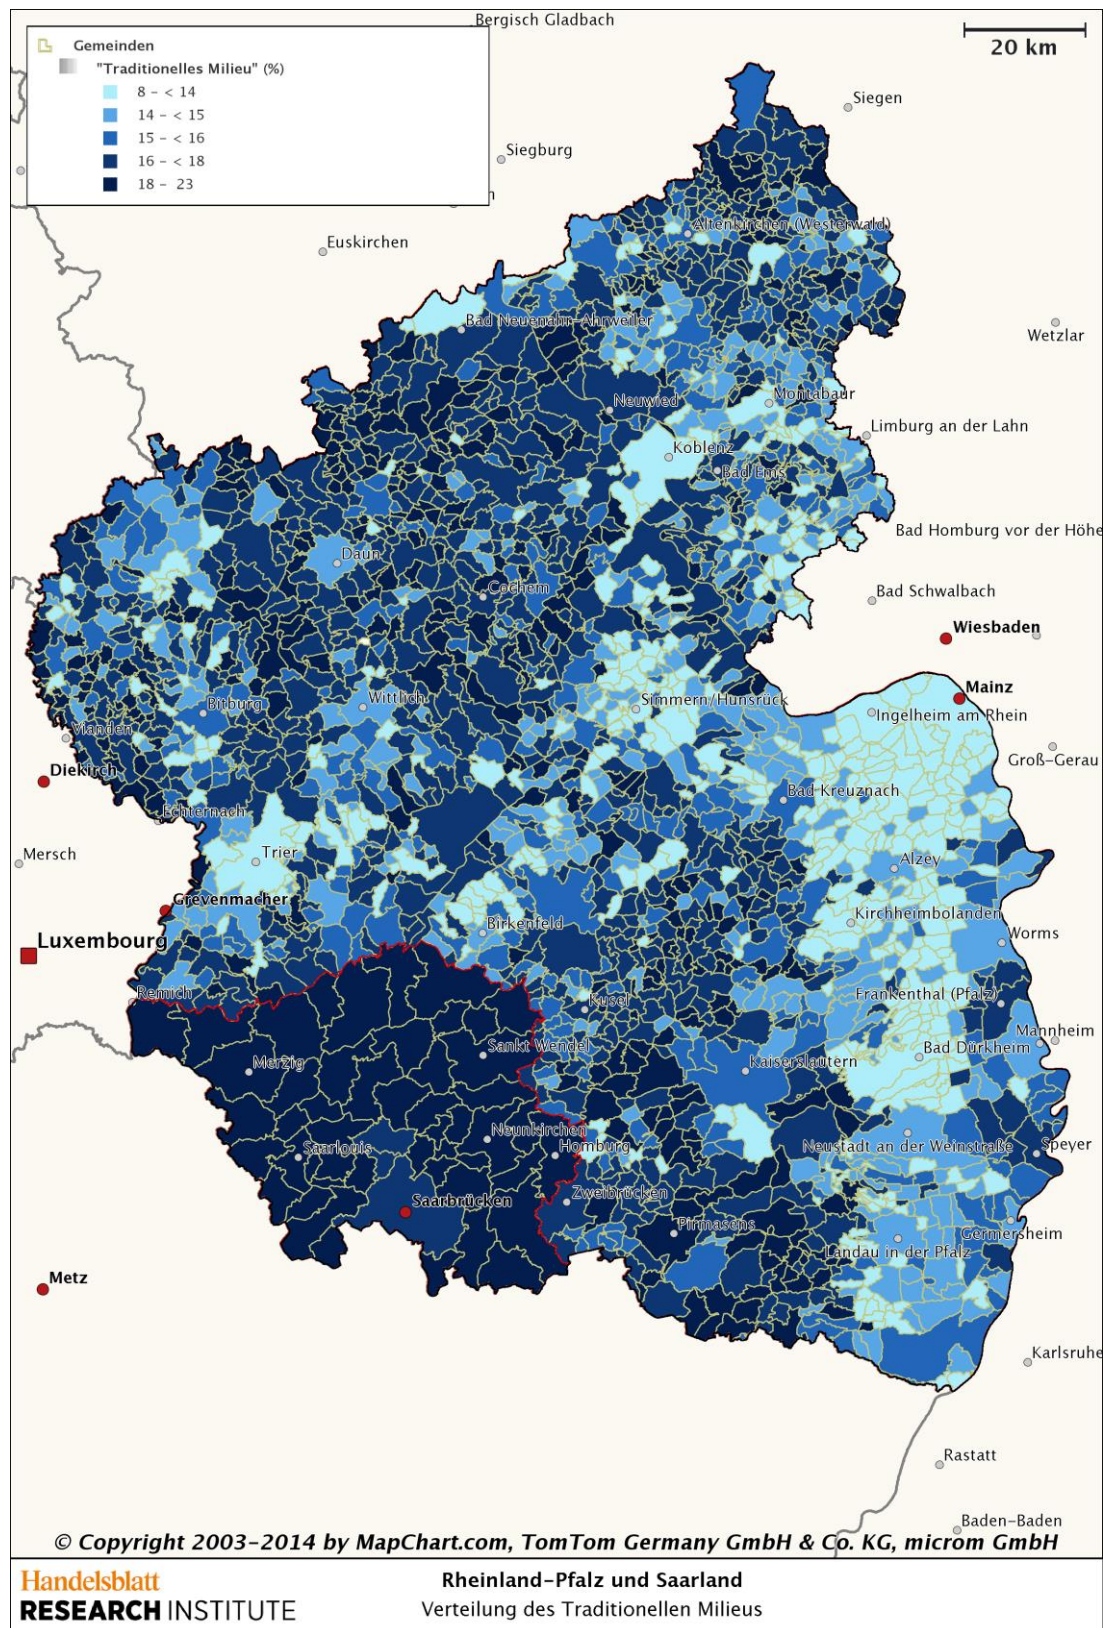 Bergisch Gladbach
Gemeinden
"Traditionelles Milieu" (%)
8 - < 14
14 - < 15
15 - < 16
16 - < 18
18 - 23
20 km
Siegen
Siegburg
n
Altenkirchen (Westerwald)
Euskirchen
Bad Neuenahr-Ahrweiler
Wetzlar
Neuwied
Montabaur
Limburg an der Lahn
Koblenz
Bad Ems
Bad Homburg vor der Höhe
Daun
Cochem
Bad Schwalbach
Wiesbaden
Mainz
Bitburg
Wittlich
Simmern/Hunsrück
Ingelheim am Rhein
Vianden
Groß-Gerau
Diekirch
Bad Kreuznach
Echternach
Mersch
Trier
Alzey
Grevenmacher
Birkenfeld
Kirchheimbolanden
Luxembourg
Worms
Remich
Kusel
Frankenthal (Pfalz)
Mannheim
Merzig
Sankt Wendel
Kaiserslautern
Bad Dürkheim
Saarlouis
Neunkirchen
Homburg
Neustadt an der Weinstraße
Speyer
Saarbrücken
Zweibrücken
Pirmasens
Germersheim
Landau in der Pfalz
Metz
Karlsruhe
Rastatt
Baden-Baden
© Copyright 2003-2014 by MapChart.com, TomTom Germany GmbH & Co. KG, microm GmbH
Handelsblatt
RESEARCH INSTITUTE
Rheinland-Pfalz und Saarland
Verteilung des Traditionellen Milieus